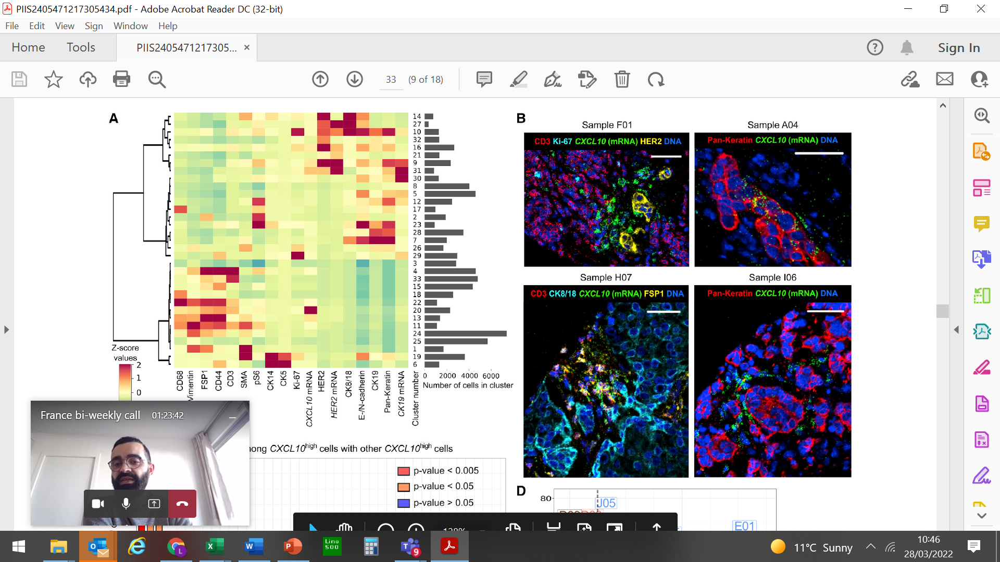 PIIS2405471217305434.pdf - Adobe Acrobat Reader DC (32-bit)
File Edit View Sign Window Help
Home Tools PIIS2405471217305... × Sign In
33 (9 of 18)
A
14
27
10
32
16
21
9
31
30
8
5
12
17
2
23
28
7
26
29
3
4
33
15
18
22
20
13
11
24
25
1
19
6
Z-score
values
2
1
0
CD68
Vimentin
FSP1
CD44
CD3
SMA
pS6
CK14
CK5
Ki-67
CXCL10 mRNA
HER2
HER2 mRNA
CK8/18
E-/N-cadherin
CK19
Pan-Keratin
CK19 mRNA
Cluster number
0 2000 4000 6000
Number of cells in cluster
B
Sample F01
CD3 Ki-67 CXCL10 (mRNA) HER2 DNA
Sample A04
Pan-Keratin CXCL10 (mRNA) DNA
Sample H07
CD3 CK8/18 CXCL10 (mRNA) FSP1 DNA
Sample I06
Pan-Keratin CXCL10 (mRNA) DNA
France bi-weekly call 01:23:42
ong CXCL10high cells with other CXCL10high cells
p-value < 0.005
p-value < 0.05
p-value > 0.05
D
80
J05
E01
Line
500
9
11°C Sunny
10:46
28/03/2022